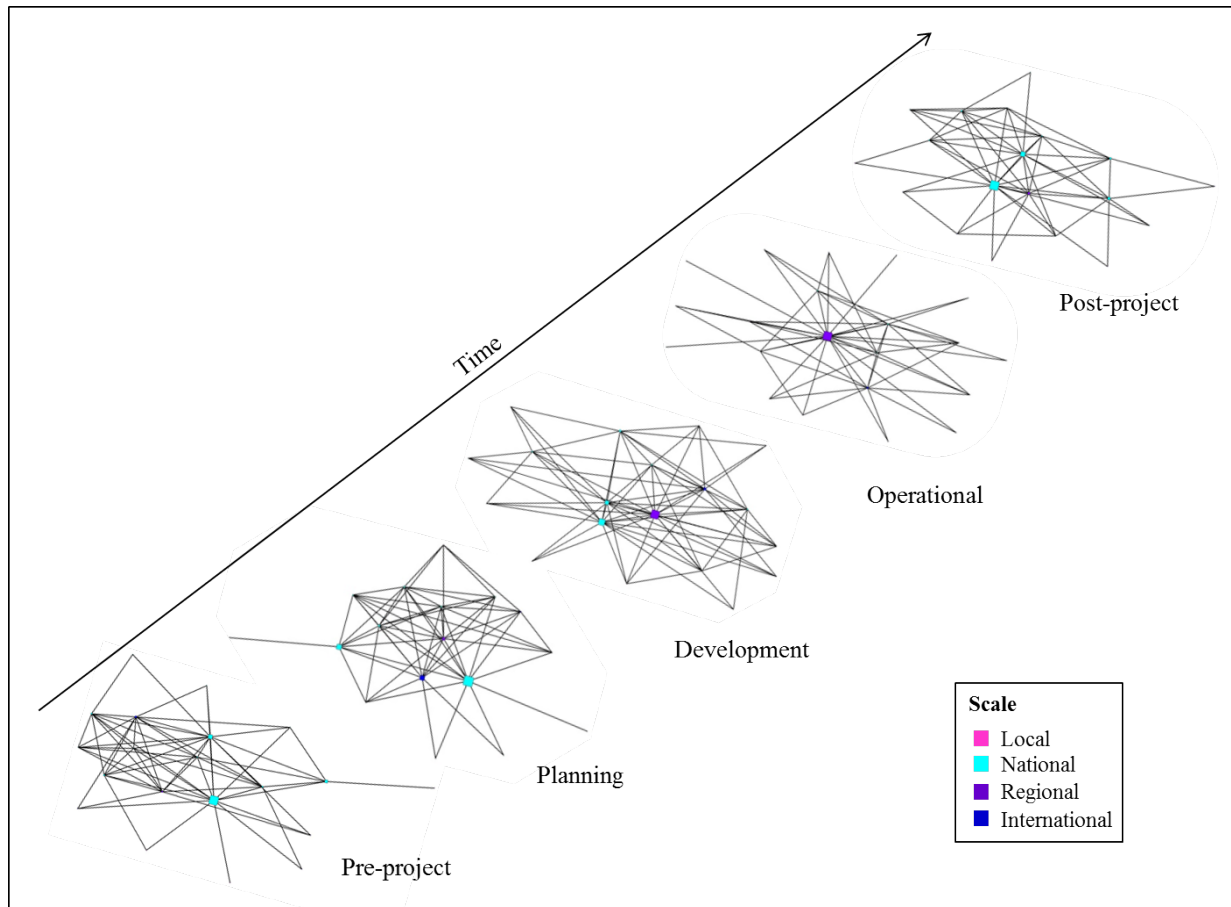 Time
Post-project
Operational
Development
Planning
Pre-project
Scale
Local
National
Regional
International